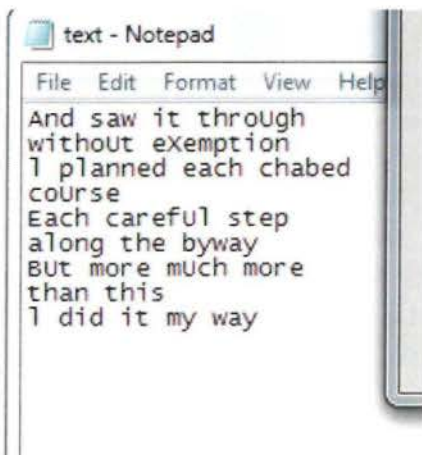 text - Notepad
File Edit Format View Help
And saw it throUgh
withoUt eXemption
l planned each chabed
coUrse
Each carefUl step
along the byway
BUt more mUch more
than this
l did it my way